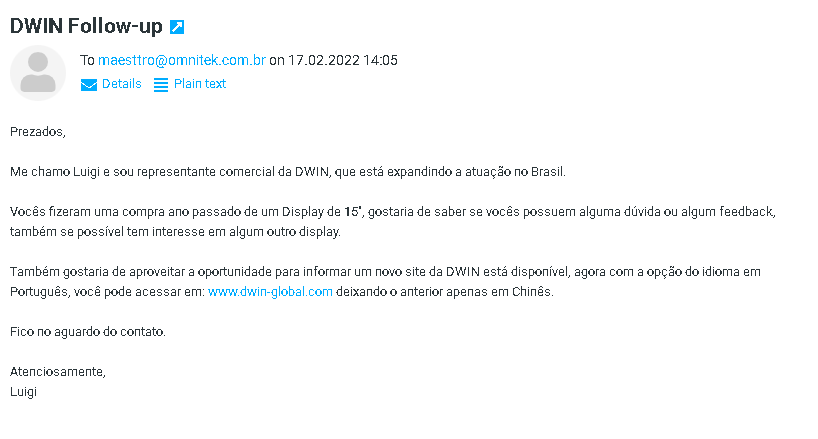 DWIN Follow-up
To maesttro@omnitek.com.br on 17.02.2022 14:05
Details Plain text
Prezados,
Me chamo Luigi e sou representante comercial da DWIN, que está expandindo a atuação no Brasil.
Vocês fizeram uma compra ano passado de um Display de 15", gostaria de saber se vocês possuem alguma dúvida ou algum feedback,
também se possível tem interesse em algum outro display.
Também gostaria de aproveitar a oportunidade para informar um novo site da DWIN está disponível, agora com a opção do idioma em
Português, você pode acessar em: www.dwin-global.com deixando o anterior apenas em Chinês.
Fico no aguardo do contato.
Atenciosamente,
Luigi